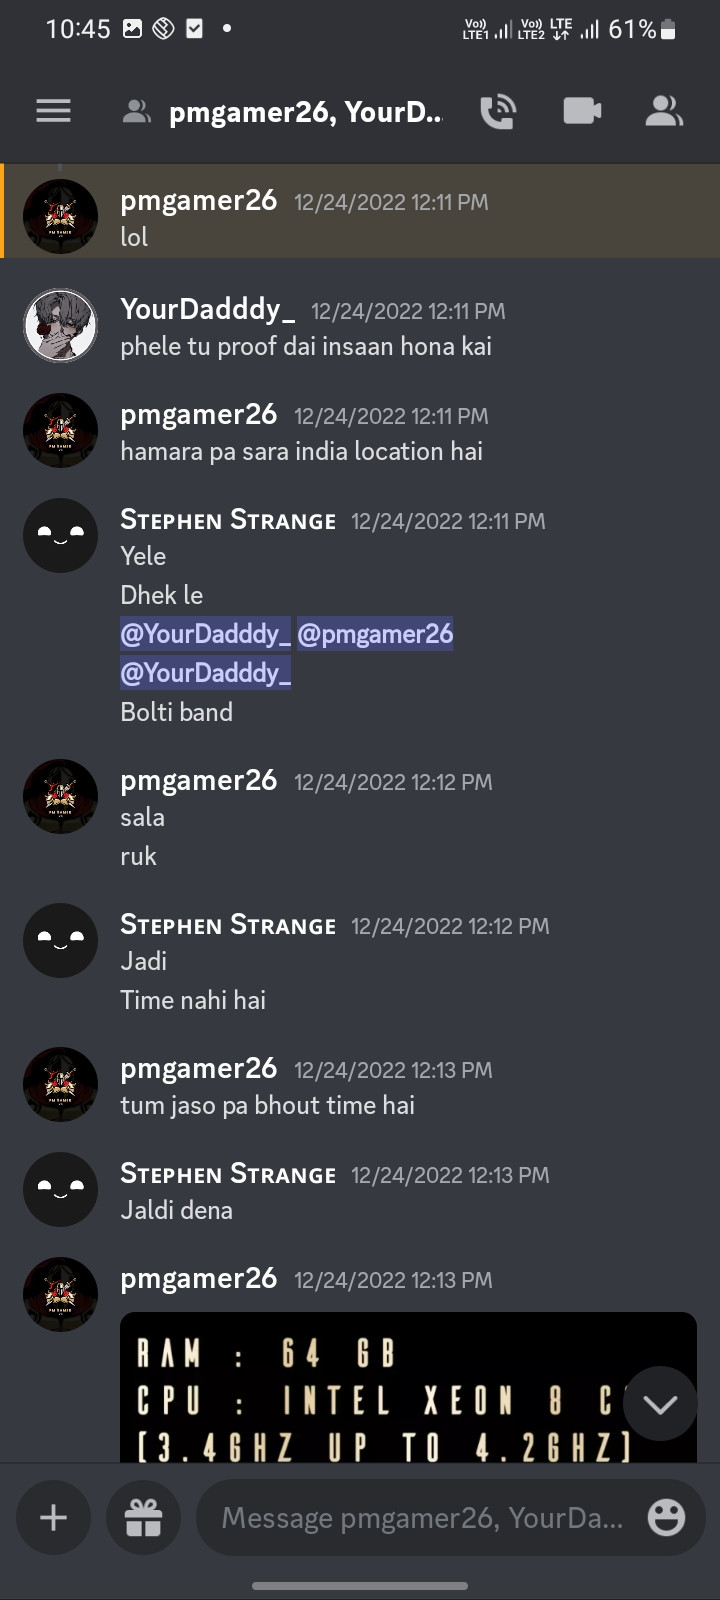 10:45
Vo)) LTE1 Vo)) LTE2 LTE 61%
pmgamer26, YourD...
pmgamer26 12/24/2022 12:11 PM
lol
YourDadddy_ 12/24/2022 12:11 PM
phele tu proof dai insaan hona kai
pmgamer26 12/24/2022 12:11 PM
hamara pa sara india location hai
Stephen Strange 12/24/2022 12:11 PM
Yele
Dhek le
@YourDadddy_ @pmgamer26
@YourDadddy_
Bolti band
pmgamer26 12/24/2022 12:12 PM
sala
ruk
Stephen Strange 12/24/2022 12:12 PM
Jadi
Time nahi hai
pmgamer26 12/24/2022 12:13 PM
tum jaso pa bhout time hai
Stephen Strange 12/24/2022 12:13 PM
Jaldi dena
pmgamer26 12/24/2022 12:13 PM
RAM : 64 GB
CPU : INTEL XEON 8
[3.4GHZ UP TO 4.2GHZ]
Message pmgamer26, YourDa...